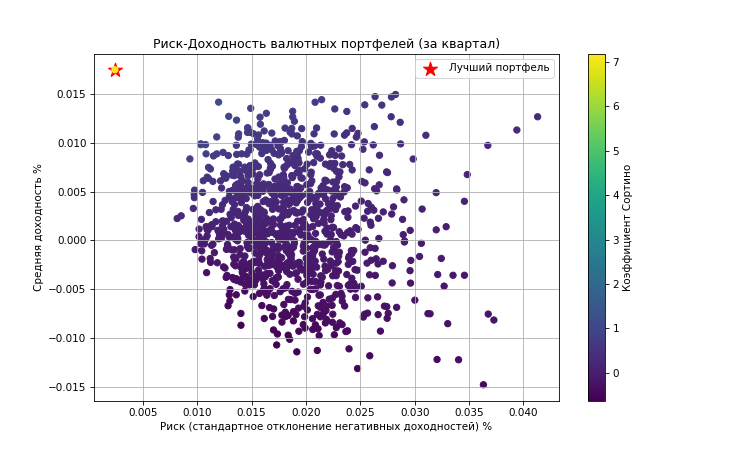 Риск-Доходность валютных портфелей (за квартал)
Лучший портфель
Средняя доходность %
0.015
0.010
0.005
0.000
−0.005
−0.010
−0.015
0.005 0.010 0.015 0.020 0.025 0.030 0.035 0.040
Риск (стандартное отклонение негативных доходностей) %
7
6
5
4
3
2
1
0
Коэффициент Сортино